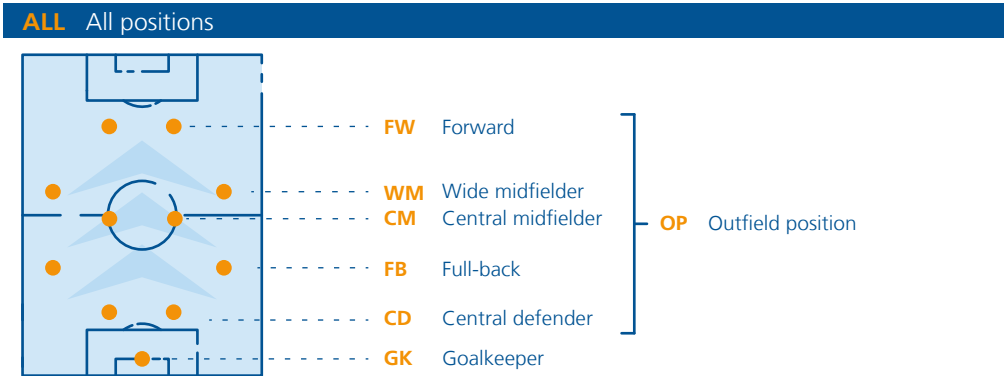 ALL All positions
FW Forward
WM Wide midfielder
CM Central midfielder
OP Outfield position
FB Full-back
CD Central defender
GK Goalkeeper